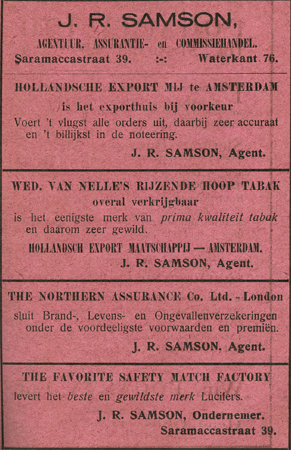 J. R. SAMSON,
AGENTUUR, ASSURANTIE- en COMMISSIEHANDEL.
Saramaccastraat 39. :-: Waterkant 76.
HOLLANDSCHE EXPORT MIJ te AMSTERDAM
is het exporthuis bij voorkeur
Voert 't vlugst alle orders uit, daarbij zeer accuraat
en 't billijkst in de noteering.
J. R. SAMSON, Agent.
WED. VAN NELLE'S RIJZENDE HOOP TABAK
overal verkrijgbaar
is het eenigste merk van prima kwaliteit tabak
en daarom zeer gewild.
HOLLANDSCH EXPORT MAATSCHAPPIJ — AMSTERDAM.
J. R. SAMSON, Agent.
THE NORTHERN ASSURANCE Co. Ltd. - London
sluit Brand-, Levens- en Ongevallenverzekeringen
onder de voordeeligste voorwaarden en premiën.
J. R. SAMSON, Agent.
THE FAVORITE SAFETY MATCH FACTORY
levert het beste en gewildste merk Lucifers.
J. R. SAMSON, Ondernemer.
Saramaccastraat 39.